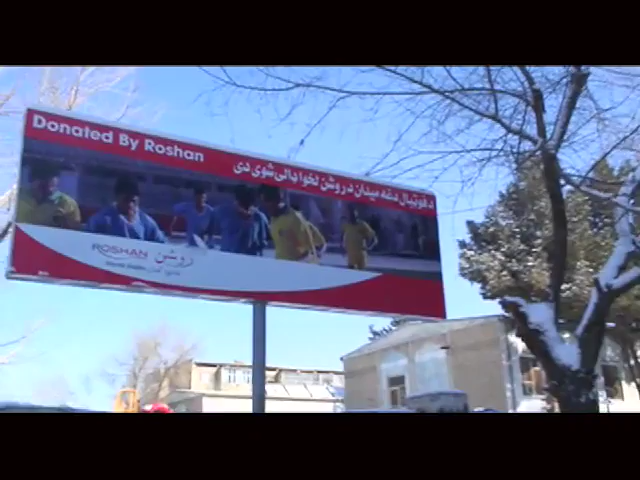 Donated By Roshan
د فوټبال دغه میدان د روشن لخوا ډالۍ شوی دی
ROSHAN روشن